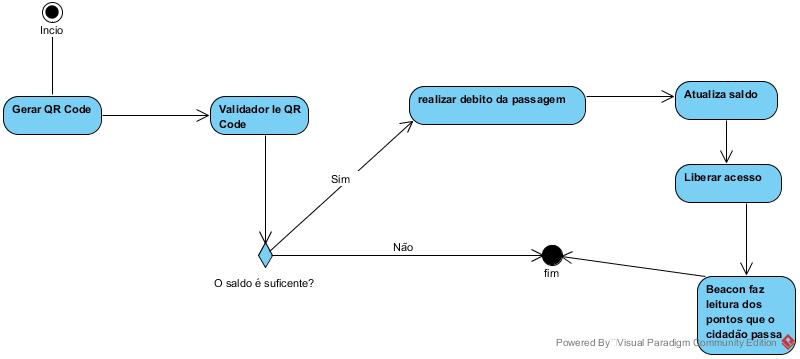 Incio
Gerar QR Code
Validador le QR
Code
realizar debito da passagem
Atualiza saldo
Liberar acesso
Sim
Não
O saldo é suficente?
fim
Beacon faz
leitura dos
pontos que o
cidadão passa
Powered By Visual Paradigm Community Edition